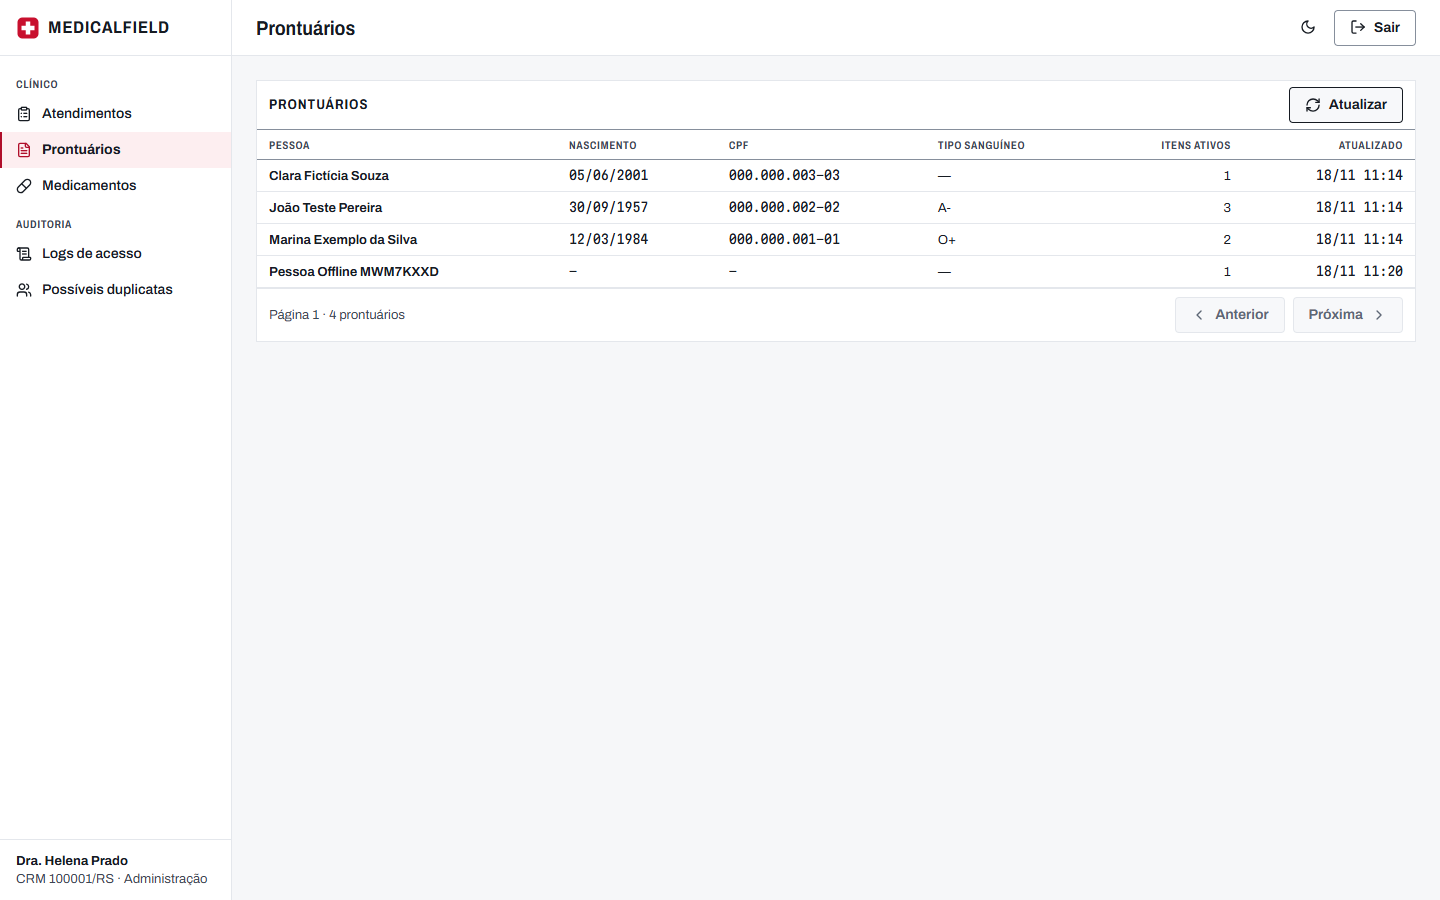 MEDICALFIELD
Prontuários
Sair
CLÍNICO
Atendimentos
Prontuários
Medicamentos
AUDITORIA
Logs de acesso
Possíveis duplicatas
PRONTUÁRIOS
Atualizar
PESSOA NASCIMENTO CPF TIPO SANGUÍNEO ITENS ATIVOS ATUALIZADO
Clara Fictícia Souza 05/06/2001 000.000.003-03 — 1 18/11 11:14
João Teste Pereira 30/09/1957 000.000.002-02 A- 3 18/11 11:14
Marina Exemplo da Silva 12/03/1984 000.000.001-01 O+ 2 18/11 11:14
Pessoa Offline MWM7KXXD — — — 1 18/11 11:20
Página 1 · 4 prontuários
Anterior
Próxima
Dra. Helena Prado
CRM 100001/RS · Administração